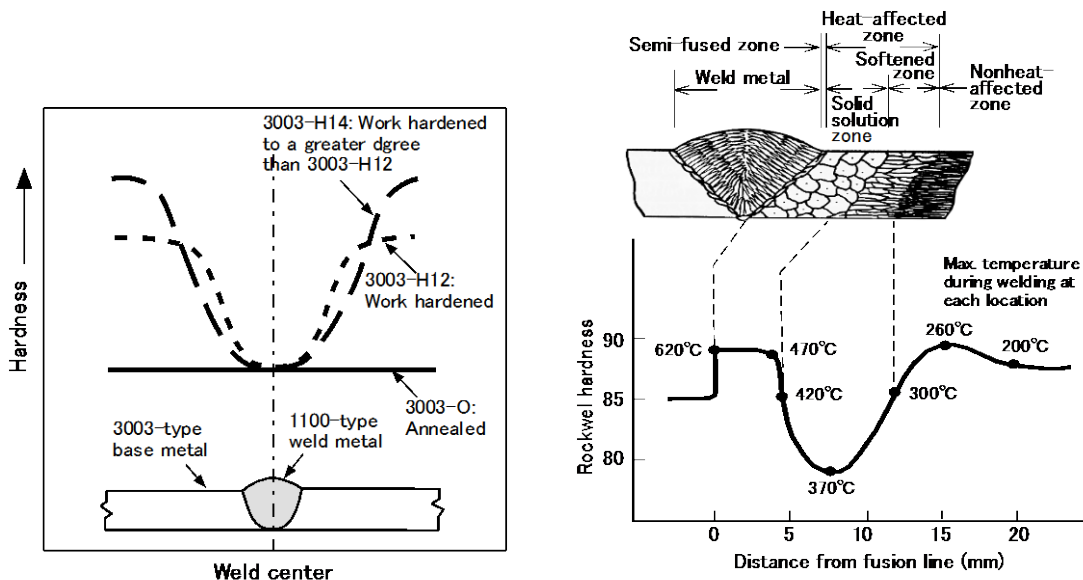 3003-H14: Work hardened
to a greater dgree
than 3003-H12
3003-H12:
Work hardened
Hardness
3003-O:
Annealed
3003-type
base metal
1100-type
weld metal
Weld center
Heat-affected
zone
Semi-fused zone
Softened
zone
Weld metal
Nonheat-
affected
zone
Solid
solution
zone
Max. temperature
during welding at
each location
Rockwell hardness
90
85
80
620℃
470℃
420℃
370℃
300℃
260℃
200℃
0 5 10 15 20
Distance from fusion line (mm)